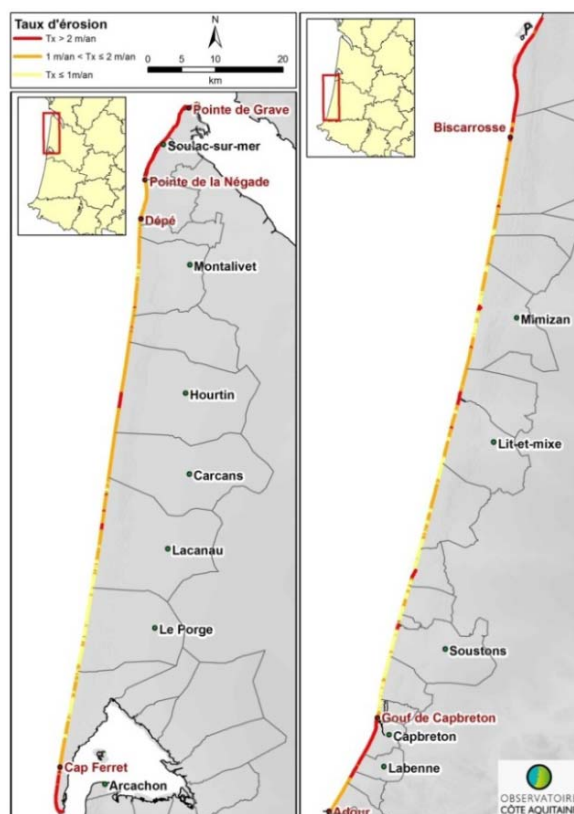 Taux d'érosion
Tx > 2 m/an
1 m/an < Tx ≤ 2 m/an
Tx ≤ 1m/an
N
0 5 10 20
km
Pointe de Grave
Soulac-sur-mer
Pointe de la Négade
Dépé
Montalivet
Hourtin
Carcans
Lacanau
Le Porge
Cap Ferret
Arcachon
Biscarrosse
Mimizan
Lit-et-mixe
Soustons
Gouf de Capbreton
Capbreton
Labenne
Adour
OBSERVATOIRE
CÔTE AQUITAINE